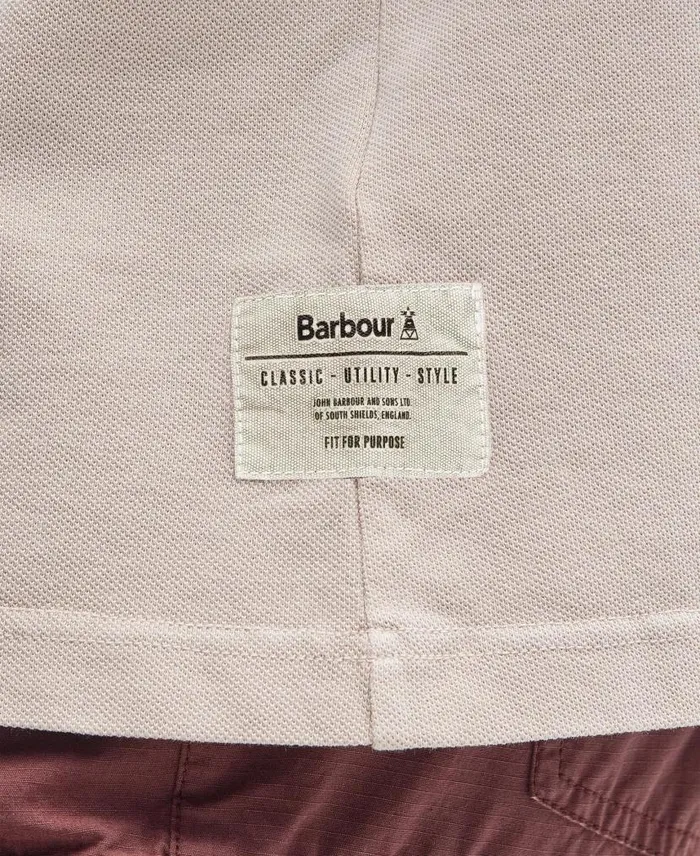 Barbour
CLASSIC - UTILITY - STYLE
JOHN BARBOUR AND SONS LTD.
OF SOUTH SHIELDS, ENGLAND.
FIT FOR PURPOSE